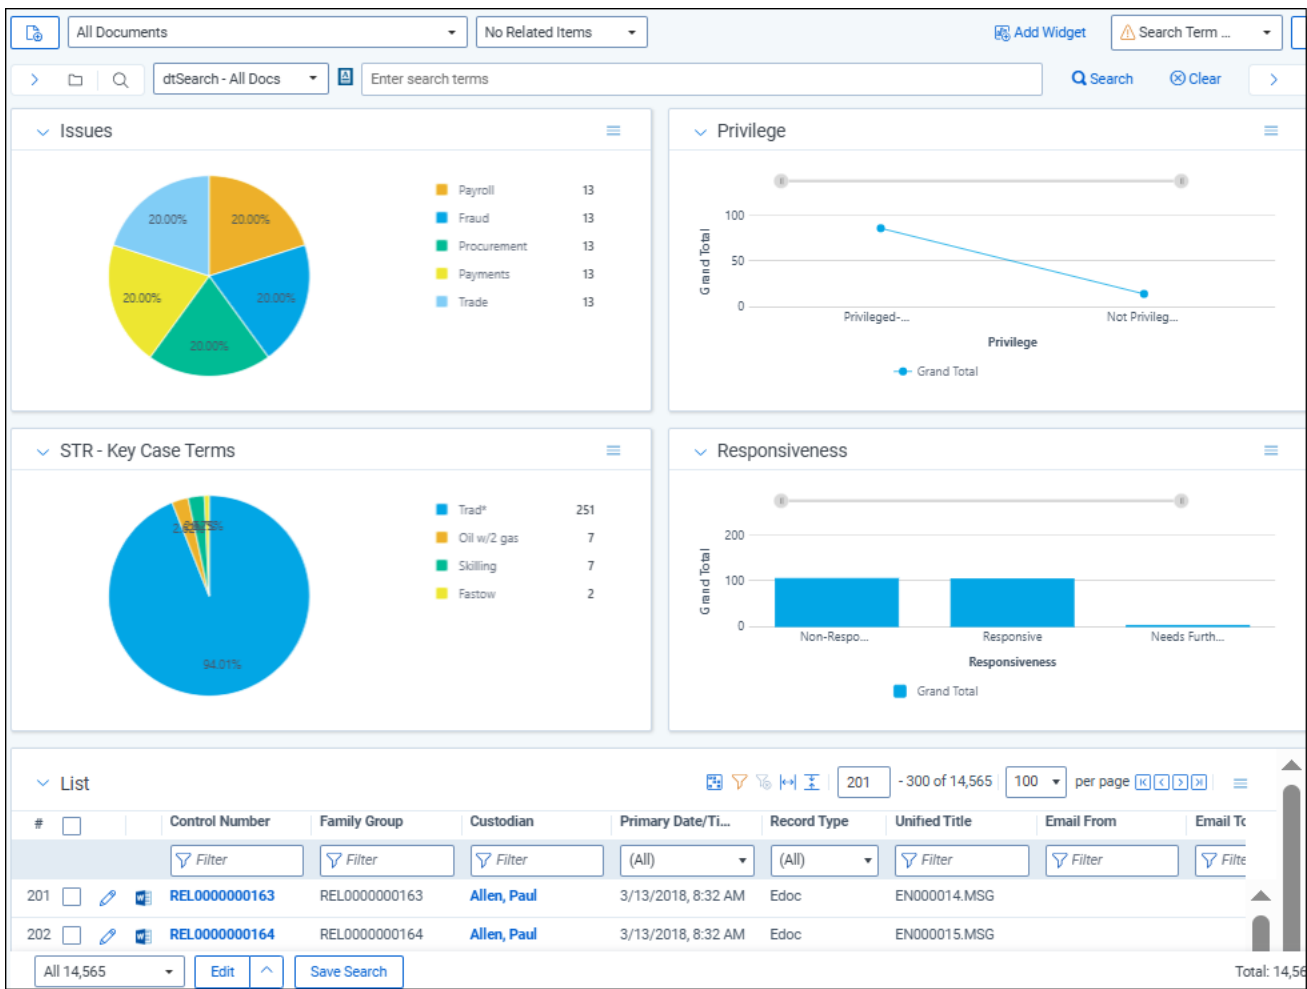 All Documents No Related Items Add Widget Search Term ...
dtSearch - All Docs Enter search terms Search Clear
Issues
20.00% 20.00%
20.00% 20.00%
20.00%
Payroll 13
Fraud 13
Procurement 13
Payments 13
Trade 13
Privilege
100
50
0
Grand Total
Privileged-... Not Privileg...
Privilege
Grand Total
STR - Key Case Terms
94.01%
Trad* 251
Oil w/2 gas 7
Skilling 7
Fastow 2
Responsiveness
200
100
0
Grand Total
Non-Respo... Responsive Needs Furth...
Responsiveness
Grand Total
List 201 - 300 of 14,565 100 per page
# Control Number Family Group Custodian Primary Date/Ti... Record Type Unified Title Email From Email To
Filter Filter Filter (All) (All) Filter Filter Filte
201 REL0000000163 REL0000000163 Allen, Paul 3/13/2018, 8:32 AM Edoc EN000014.MSG
202 REL0000000164 REL0000000164 Allen, Paul 3/13/2018, 8:32 AM Edoc EN000015.MSG
All 14,565 Edit Save Search Total: 14,56